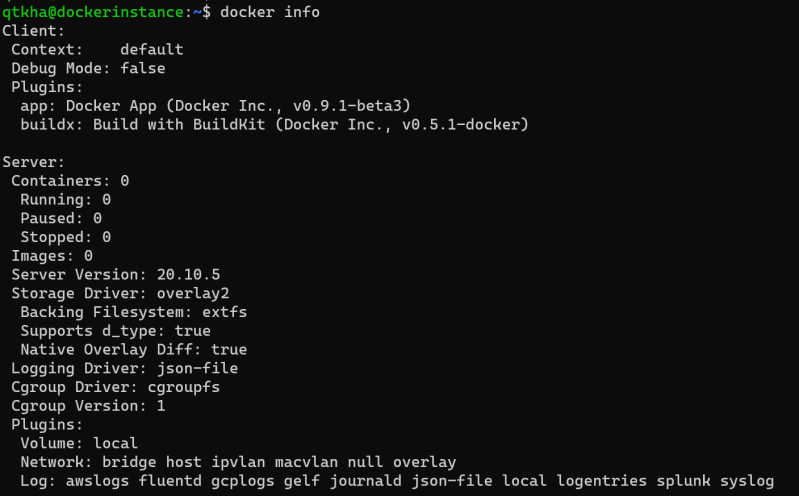 qtkha@dockerinstance:~$ docker info
Client:
 Context:    default
 Debug Mode: false
 Plugins:
  app: Docker App (Docker Inc., v0.9.1-beta3)
  buildx: Build with BuildKit (Docker Inc., v0.5.1-docker)

Server:
 Containers: 0
  Running: 0
  Paused: 0
  Stopped: 0
 Images: 0
 Server Version: 20.10.5
 Storage Driver: overlay2
  Backing Filesystem: extfs
  Supports d_type: true
  Native Overlay Diff: true
 Logging Driver: json-file
 Cgroup Driver: cgroupfs
 Cgroup Version: 1
 Plugins:
  Volume: local
  Network: bridge host ipvlan macvlan null overlay
  Log: awslogs fluentd gcplogs gelf journald json-file local logentries splunk syslog